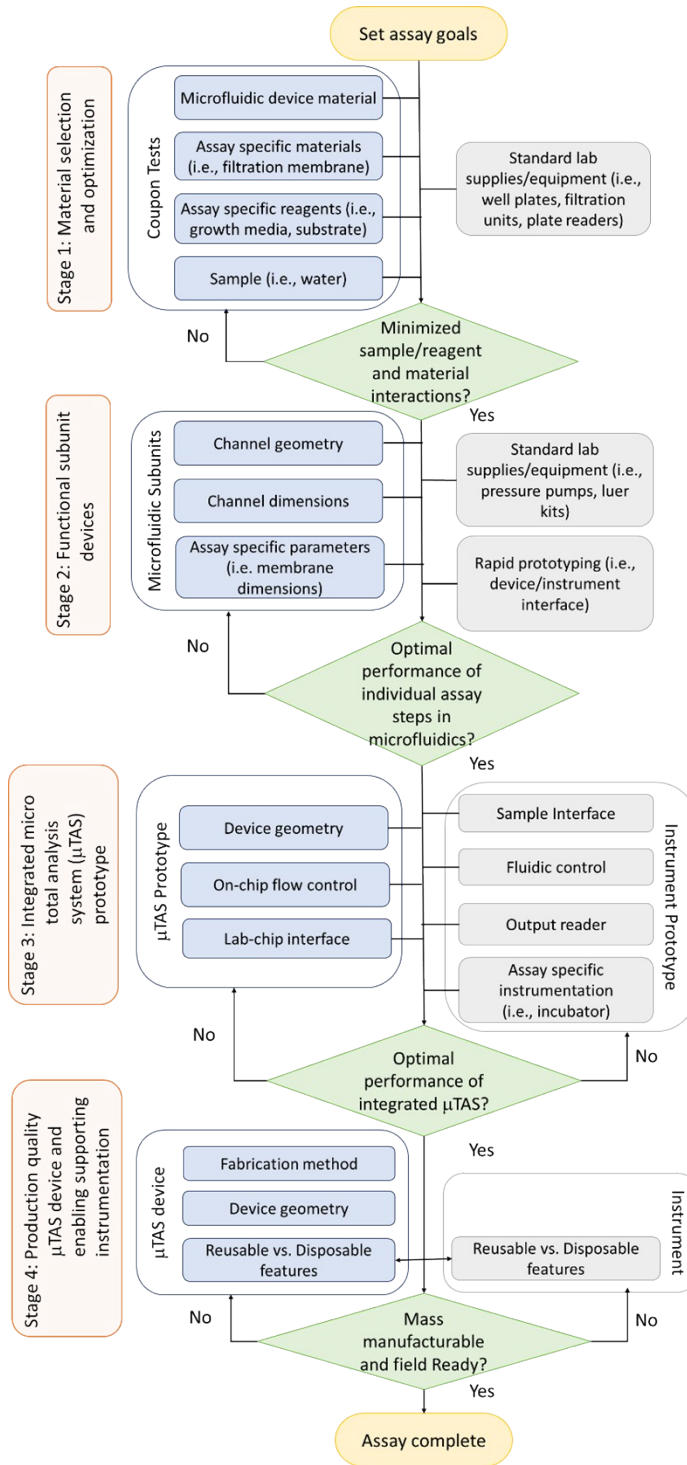 Set assay goals
Stage 1: Material selection
and optimization
Coupon Tests
Microfluidic device material
Assay specific materials
(i.e., filtration membrane)
Assay specific reagents (i.e.,
growth media, substrate)
Sample (i.e., water)
Standard lab
supplies/equipment (i.e.,
well plates, filtration
units, plate readers)
No
Minimized
sample/reagent
and material
interactions?
Yes
Stage 2: Functional subunit
devices
Microfluidic Subunits
Channel geometry
Channel dimensions
Assay specific parameters
(i.e. membrane
dimensions)
Standard lab
supplies/equipment (i.e.,
pressure pumps, luer
kits)
Rapid prototyping (i.e.,
device/instrument
interface)
No
Optimal
performance of
individual assay
steps in
microfluidics?
Yes
Stage 3: Integrated micro
total analysis
system (μTAS)
prototype
μTAS Prototype
Device geometry
On-chip flow control
Lab-chip interface
Sample Interface
Fluidic control
Output reader
Assay specific
instrumentation
(i.e., incubator)
Instrument Prototype
No
Optimal
performance of
integrated μTAS?
No
Yes
Stage 4: Production quality
μTAS device and
enabling supporting
instrumentation
μTAS device
Fabrication method
Device geometry
Reusable vs. Disposable
features
Reusable vs. Disposable
features
Instrument
No
Mass
manufacturable
and field Ready?
No
Yes
Assay complete